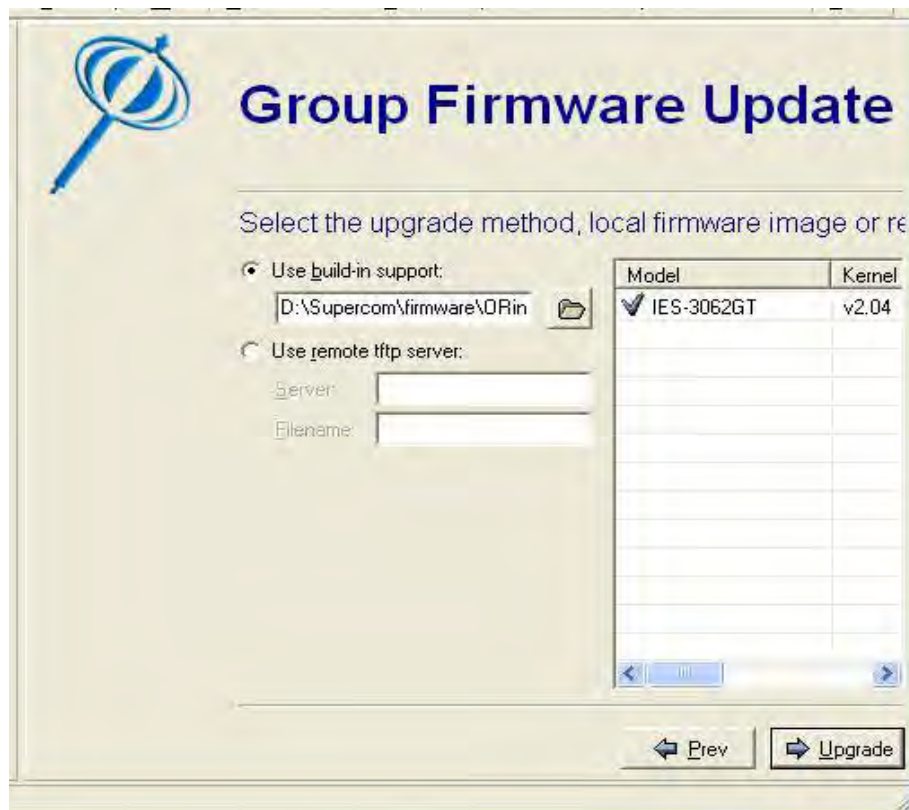 Group Firmware Update
Select the upgrade method, local firmware image or re
Use build-in support:
D:\Supercom\firmware\ORin
Use remote tftp server:
Server:
Filename:
Model Kernel
IES-3062GT v2.04
Prev Upgrade